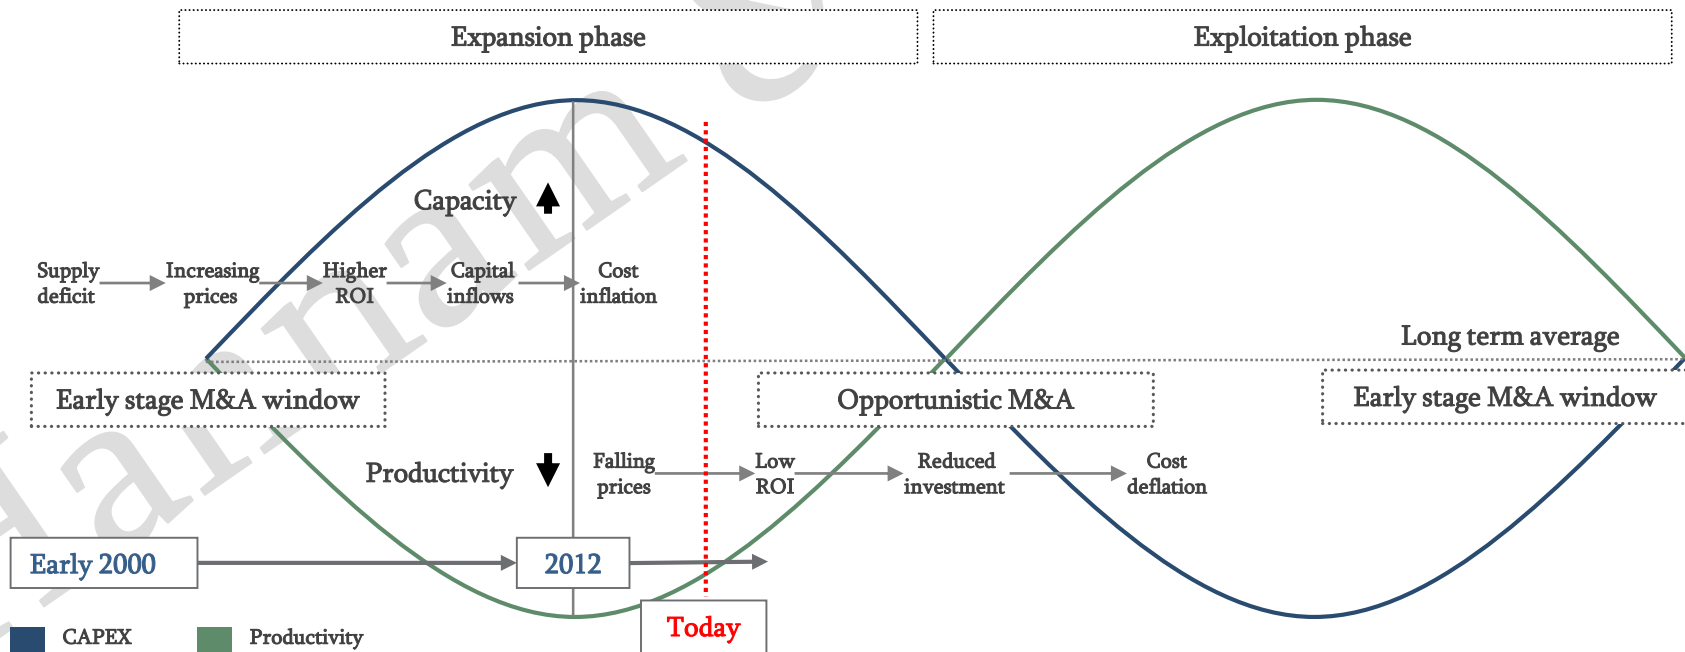 Expansion phase
Exploitation phase
Capacity
Supply
deficit
Increasing
prices
Higher
ROI
Capital
inflows
Cost
inflation
Long term average
Early stage M&A window
Opportunistic M&A
Early stage M&A window
Productivity
Falling
prices
Low
ROI
Reduced
investment
Cost
deflation
Early 2000
2012
Today
CAPEX
Productivity
Hannam &